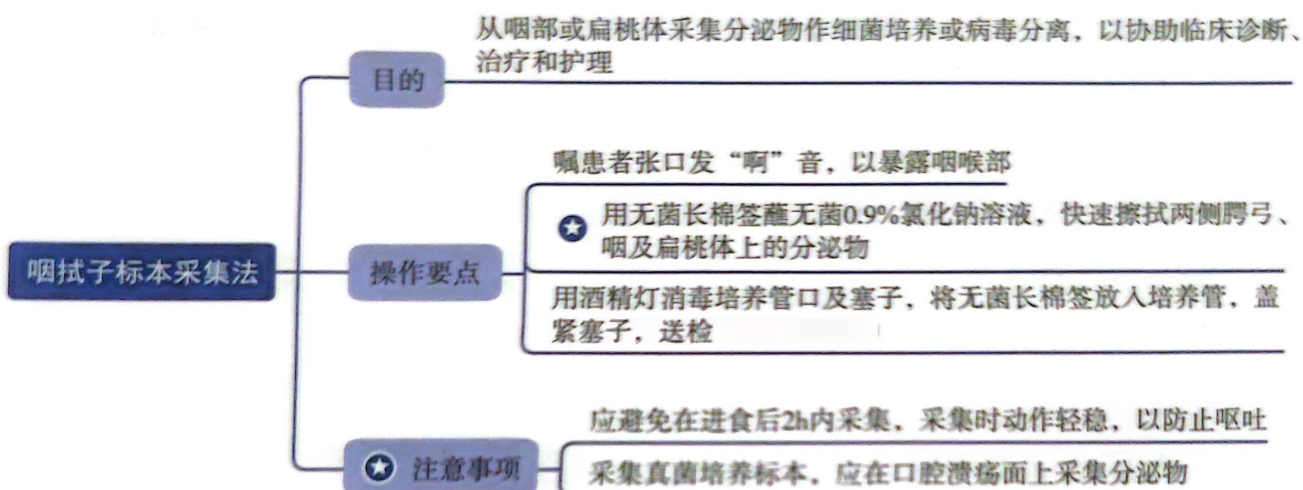 咽拭子标本采集法
目的
从咽部或扁桃体采集分泌物作细菌培养或病毒分离，以协助临床诊断、
治疗和护理
操作要点
嘱患者张口发“啊”音，以暴露咽喉部
用无菌长棉签蘸无菌0.9%氯化钠溶液，快速擦拭两侧腭弓、
咽及扁桃体上的分泌物
用酒精灯消毒培养管口及塞子，将无菌长棉签放入培养管，盖
紧塞子，送检
注意事项
应避免在进食后2h内采集，采集时动作轻稳，以防止呕吐
采集真菌培养标本，应在口腔溃疡面上采集分泌物